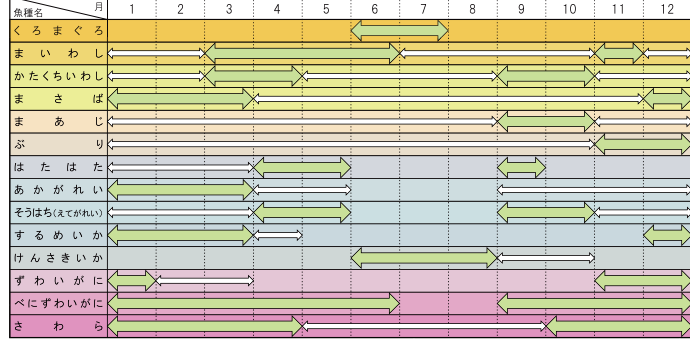 月
魚種名
1 2 3 4 5 6 7 8 9 10 11 12
くろまぐろ
まいわし
かたくちいわし
まさば
まあじ
ぶり
はたはた
あかがれい
そうはち(えてがれい)
するめいか
けんさきいか
ずわいがに
べにずわいがに
さわら